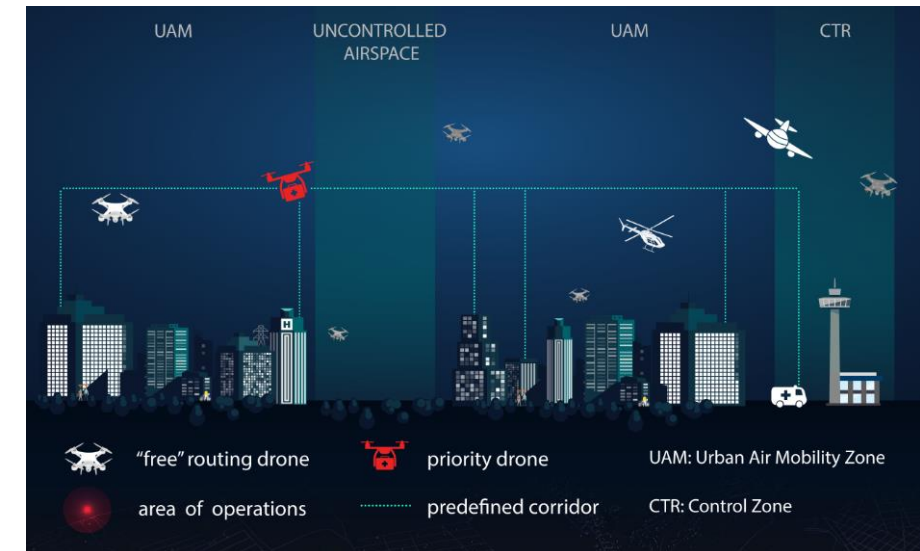 UAM
UNCONTROLLED
AIRSPACE
UAM
CTR
H
"free" routing drone
priority drone
UAM: Urban Air Mobility Zone
area of operations
predefined corridor
CTR: Control Zone